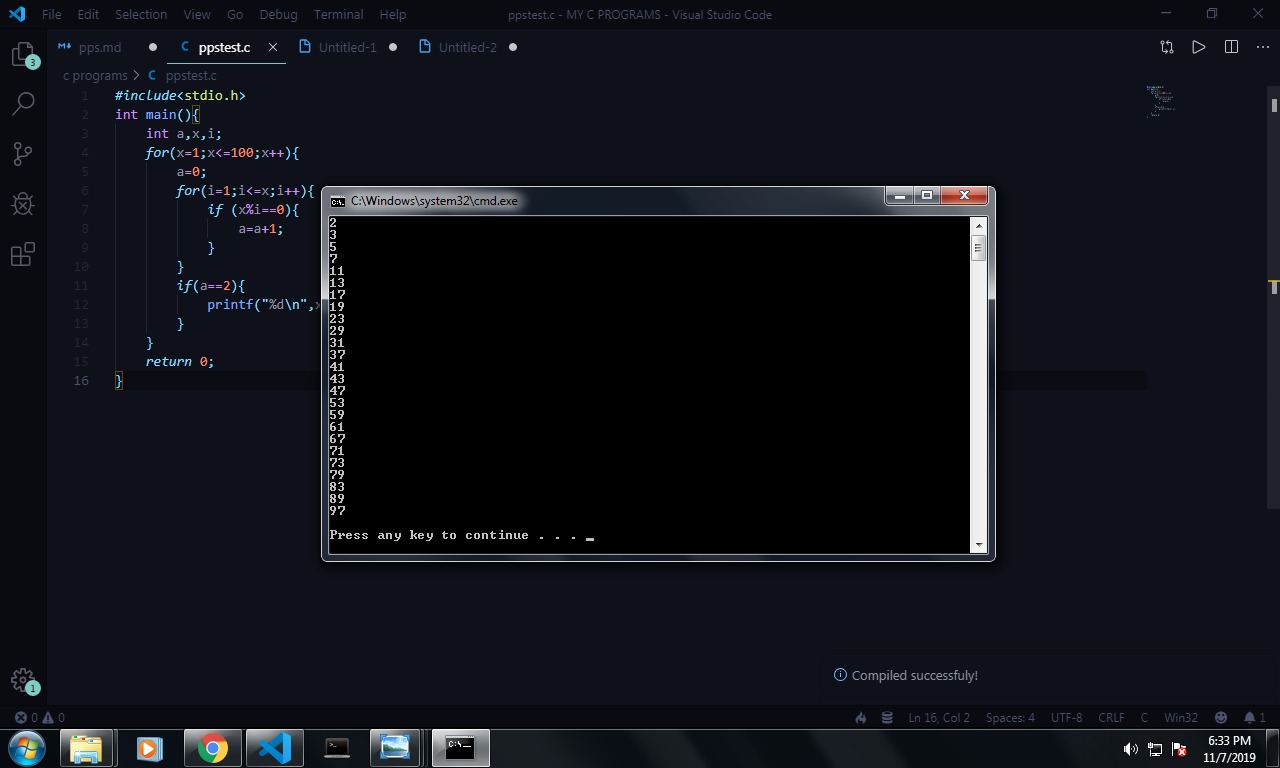 File Edit Selection View Go Debug Terminal Help ppstest.c - MY C PROGRAMS - Visual Studio Code
pps.md ppstest.c Untitled-1 Untitled-2
c programs > C ppstest.c
1 #include<stdio.h>
2 int main(){
3 int a,x,i;
4 for(x=1;x<=100;x++){
5 a=0;
6 for(i=1;i<=x;i++){
7 if (x%i==0){
8 a=a+1;
9 }
10 }
11 if(a==2){
12 printf("%d\n",x
13 }
14 }
15 return 0;
16 }
3
1
C:\Windows\system32\cmd.exe
2
3
5
7
11
13
17
19
23
29
31
37
41
43
47
53
59
61
67
71
73
79
83
89
97
Press any key to continue . . . _
Compiled successfuly!
0 0 Ln 16, Col 2 Spaces: 4 UTF-8 CRLF C Win32 1
C:\_
6:33 PM
11/7/2019